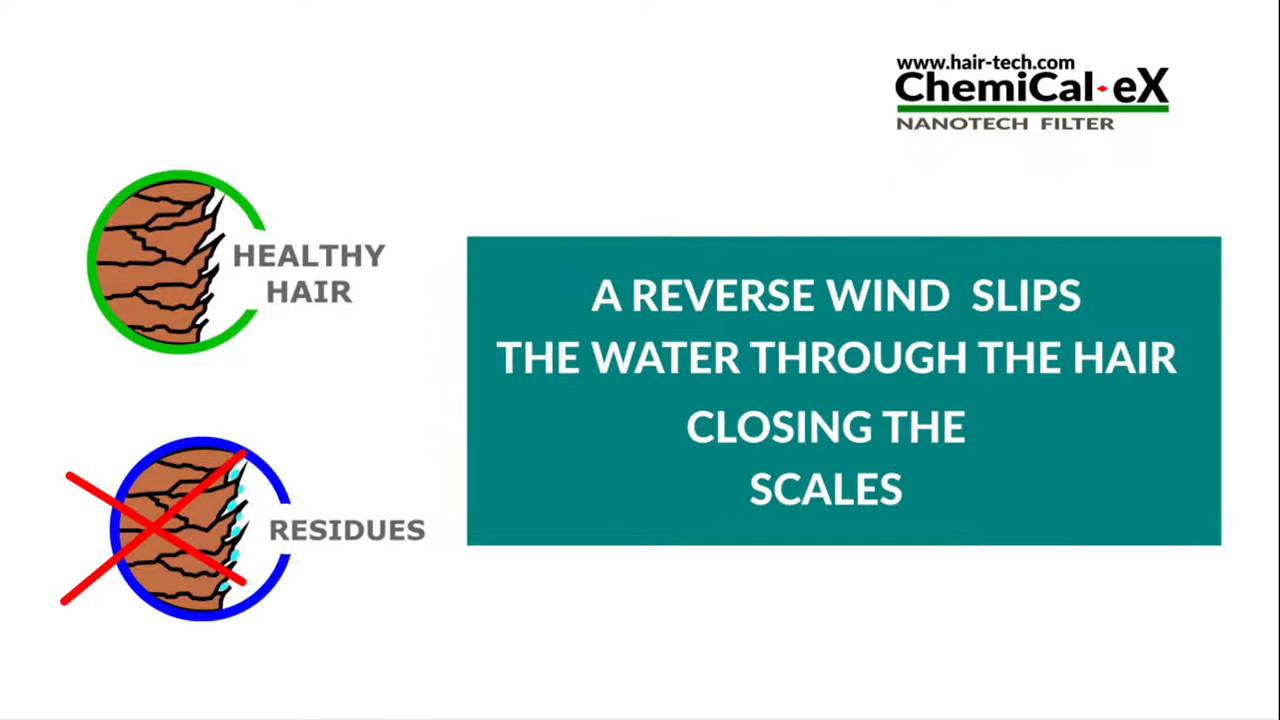 www.hair-tech.com
ChemiCal·eX
NANOTECH FILTER
HEALTHY
HAIR
A REVERSE WIND SLIPS
THE WATER THROUGH THE HAIR
CLOSING THE
SCALES
RESIDUES